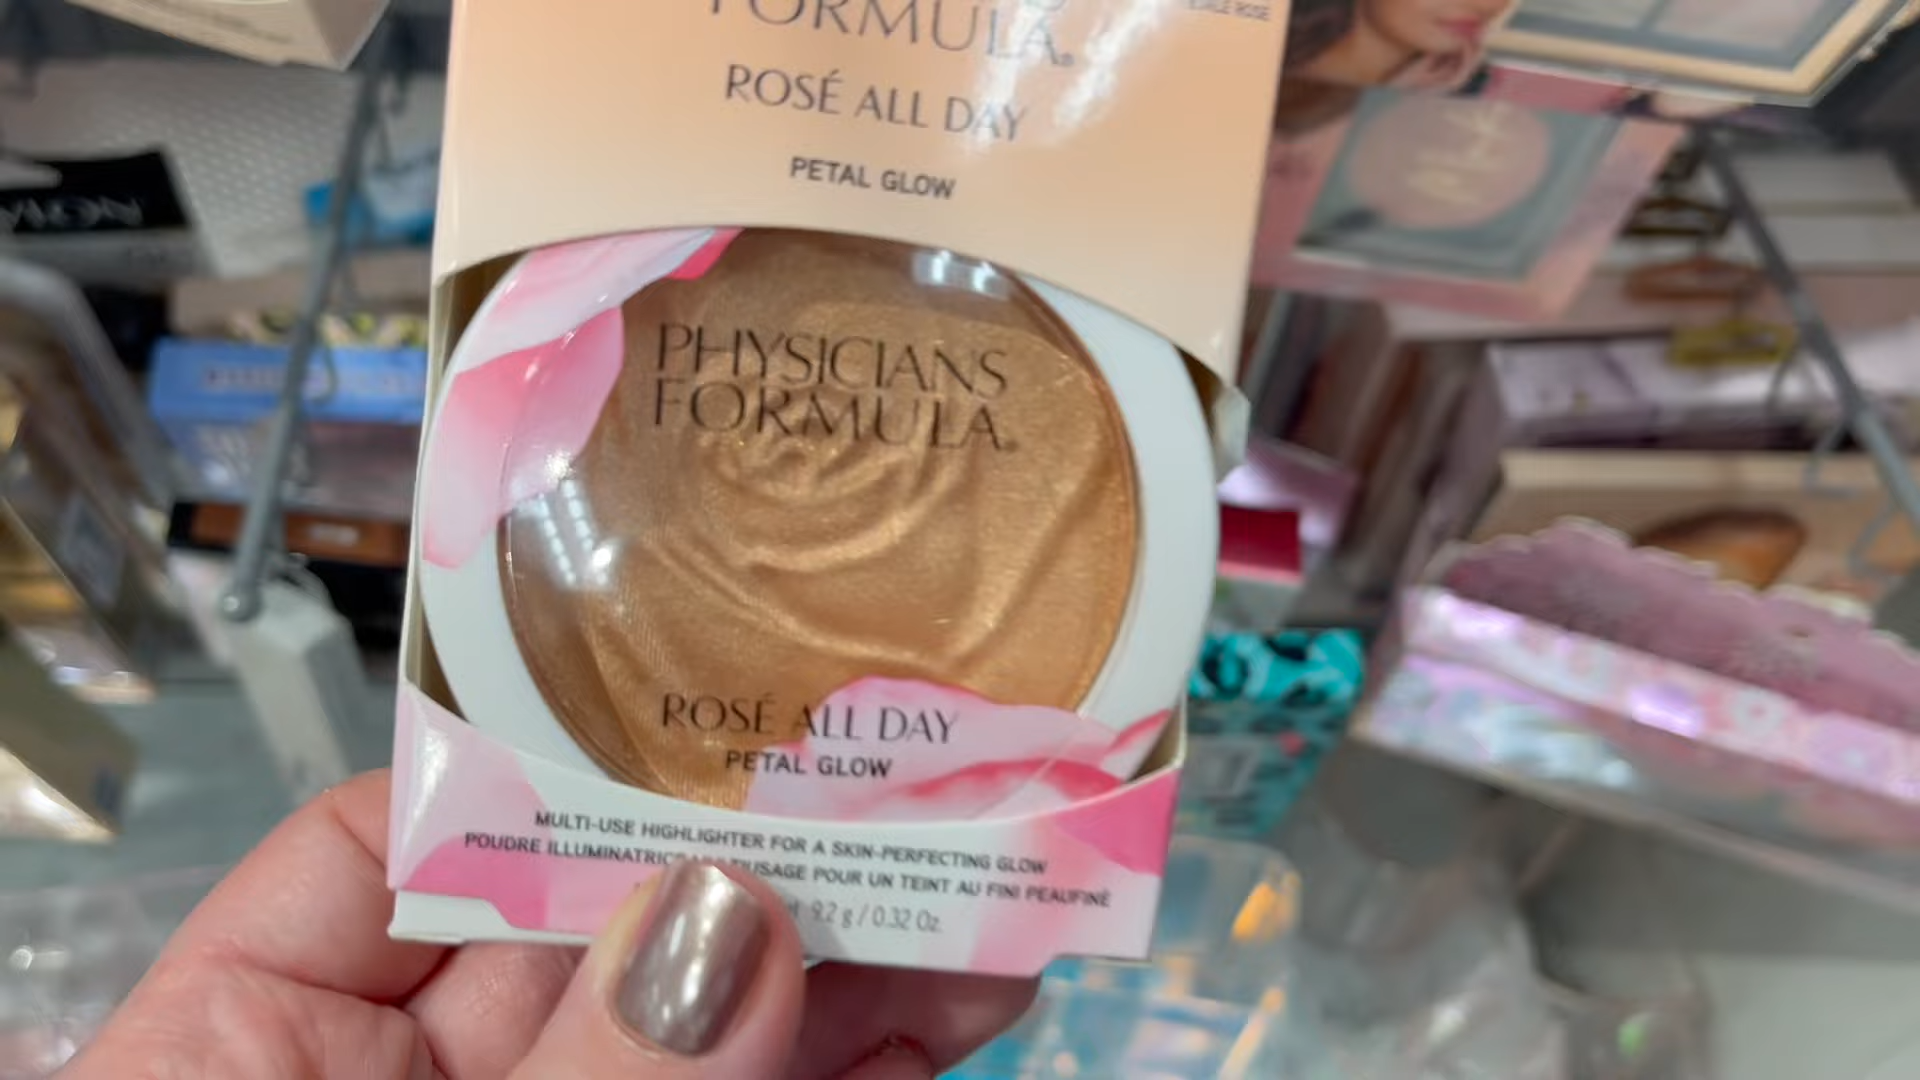 FORMULA®
ROSÉ ALL DAY
PETAL GLOW
PHYSICIANS
FORMULA®
ROSÉ ALL DAY
PETAL GLOW
MULTI-USE HIGHLIGHTER FOR A SKIN-PERFECTING GLOW
POUDRE USAGE POUR UN TEINT AU FINI PEAUFINÉ
9.2 g / 0.32 Oz.